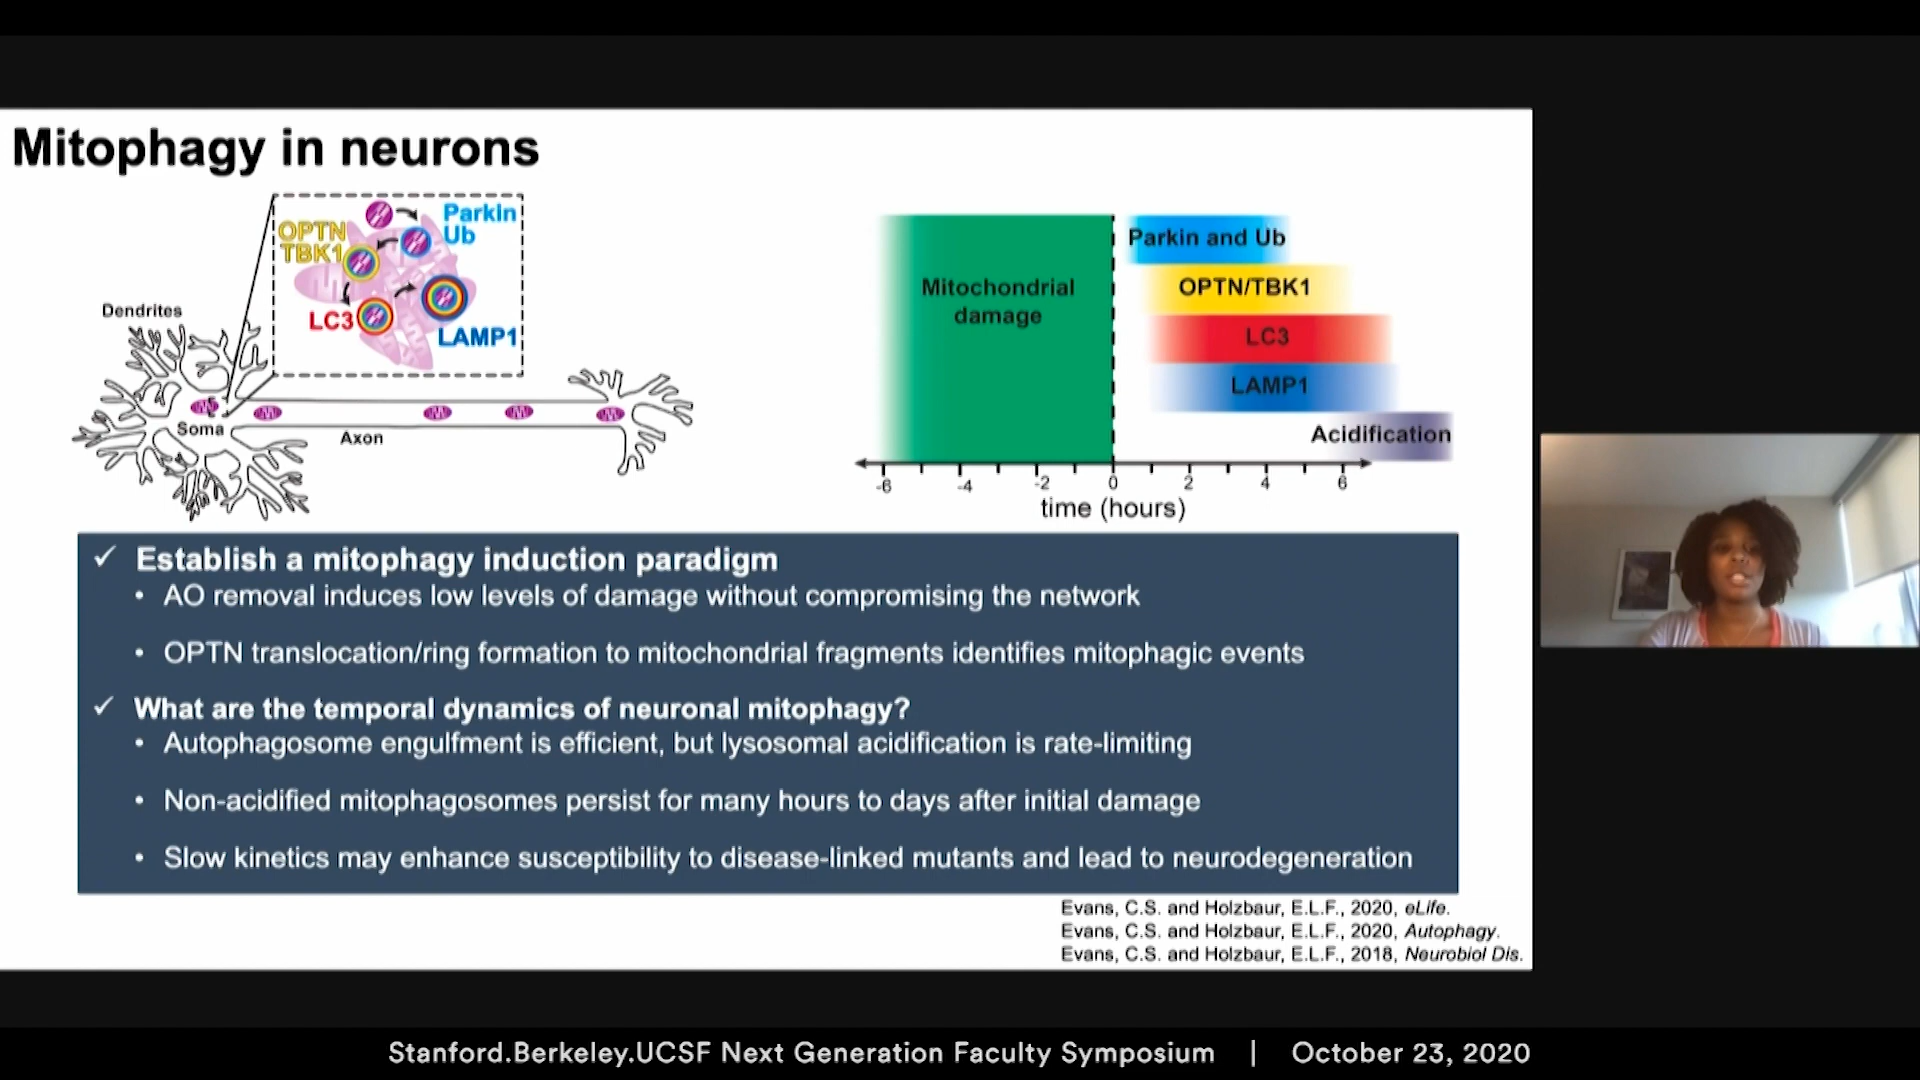 Mitophagy in neurons
OPTN
TBK1
Parkin
Ub
LC3
LAMP1
Dendrites
Soma
Axon
Mitochondrial
damage
Parkin and Ub
OPTN/TBK1
LC3
LAMP1
Acidification
-6 -4 -2 0 2 4 6
time (hours)
✓ Establish a mitophagy induction paradigm
• AO removal induces low levels of damage without compromising the network
• OPTN translocation/ring formation to mitochondrial fragments identifies mitophagic events
✓ What are the temporal dynamics of neuronal mitophagy?
• Autophagosome engulfment is efficient, but lysosomal acidification is rate-limiting
• Non-acidified mitophagosomes persist for many hours to days after initial damage
• Slow kinetics may enhance susceptibility to disease-linked mutants and lead to neurodegeneration
Evans, C.S. and Holzbaur, E.L.F., 2020, eLife.
Evans, C.S. and Holzbaur, E.L.F., 2020, Autophagy.
Evans, C.S. and Holzbaur, E.L.F., 2018, Neurobiol Dis.
Stanford.Berkeley.UCSF Next Generation Faculty Symposium | October 23, 2020